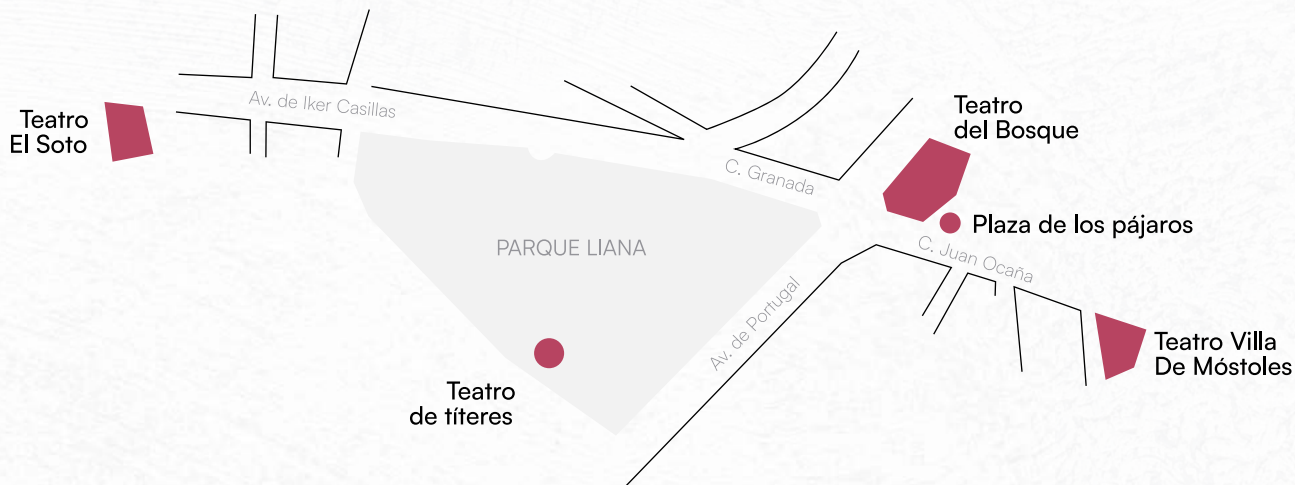 Av. de Iker Casillas
Teatro
El Soto
Teatro
del Bosque
C. Granada
Plaza de los pájaros
PARQUE LIANA
C. Juan Ocaña
Av. de Portugal
Teatro Villa
De Móstoles
Teatro
de títeres